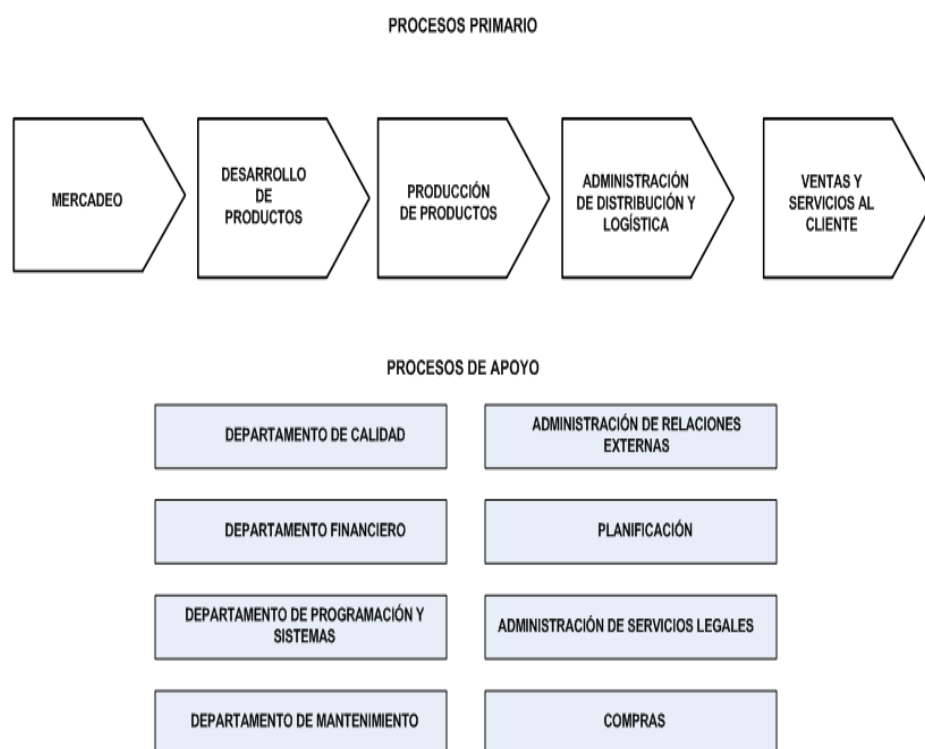 PROCESOS PRIMARIO
MERCADEO
DESARROLLO
DE
PRODUCTOS
PRODUCCIÓN
DE PRODUCTOS
ADMINISTRACIÓN
DE DISTRIBUCIÓN Y
LOGÍSTICA
VENTAS Y
SERVICIOS AL
CLIENTE
PROCESOS DE APOYO
DEPARTAMENTO DE CALIDAD
ADMINISTRACIÓN DE RELACIONES
EXTERNAS
DEPARTAMENTO FINANCIERO
PLANIFICACIÓN
DEPARTAMENTO DE PROGRAMACIÓN Y
SISTEMAS
ADMINISTRACIÓN DE SERVICIOS LEGALES
DEPARTAMENTO DE MANTENIMIENTO
COMPRAS